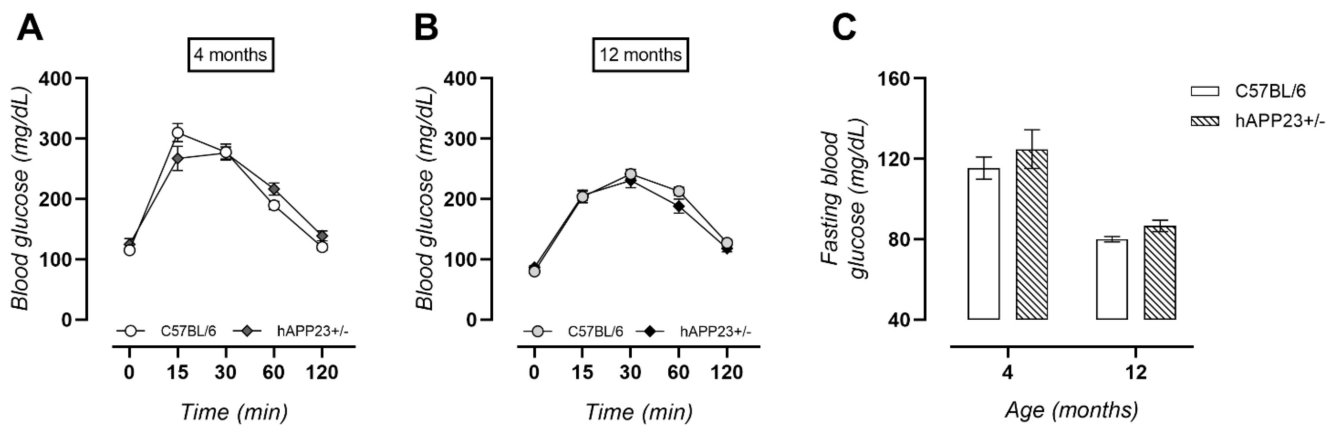 A
4 months
Blood glucose (mg/dL)
400
300
200
100
0
C57BL/6
hAPP23+/-
0 15 30 60 120
Time (min)
B
12 months
Blood glucose (mg/dL)
400
300
200
100
0
C57BL/6
hAPP23+/-
0 15 30 60 120
Time (min)
C
Fasting blood
glucose (mg/dL)
160
120
80
40
C57BL/6
hAPP23+/-
4 12
Age (months)